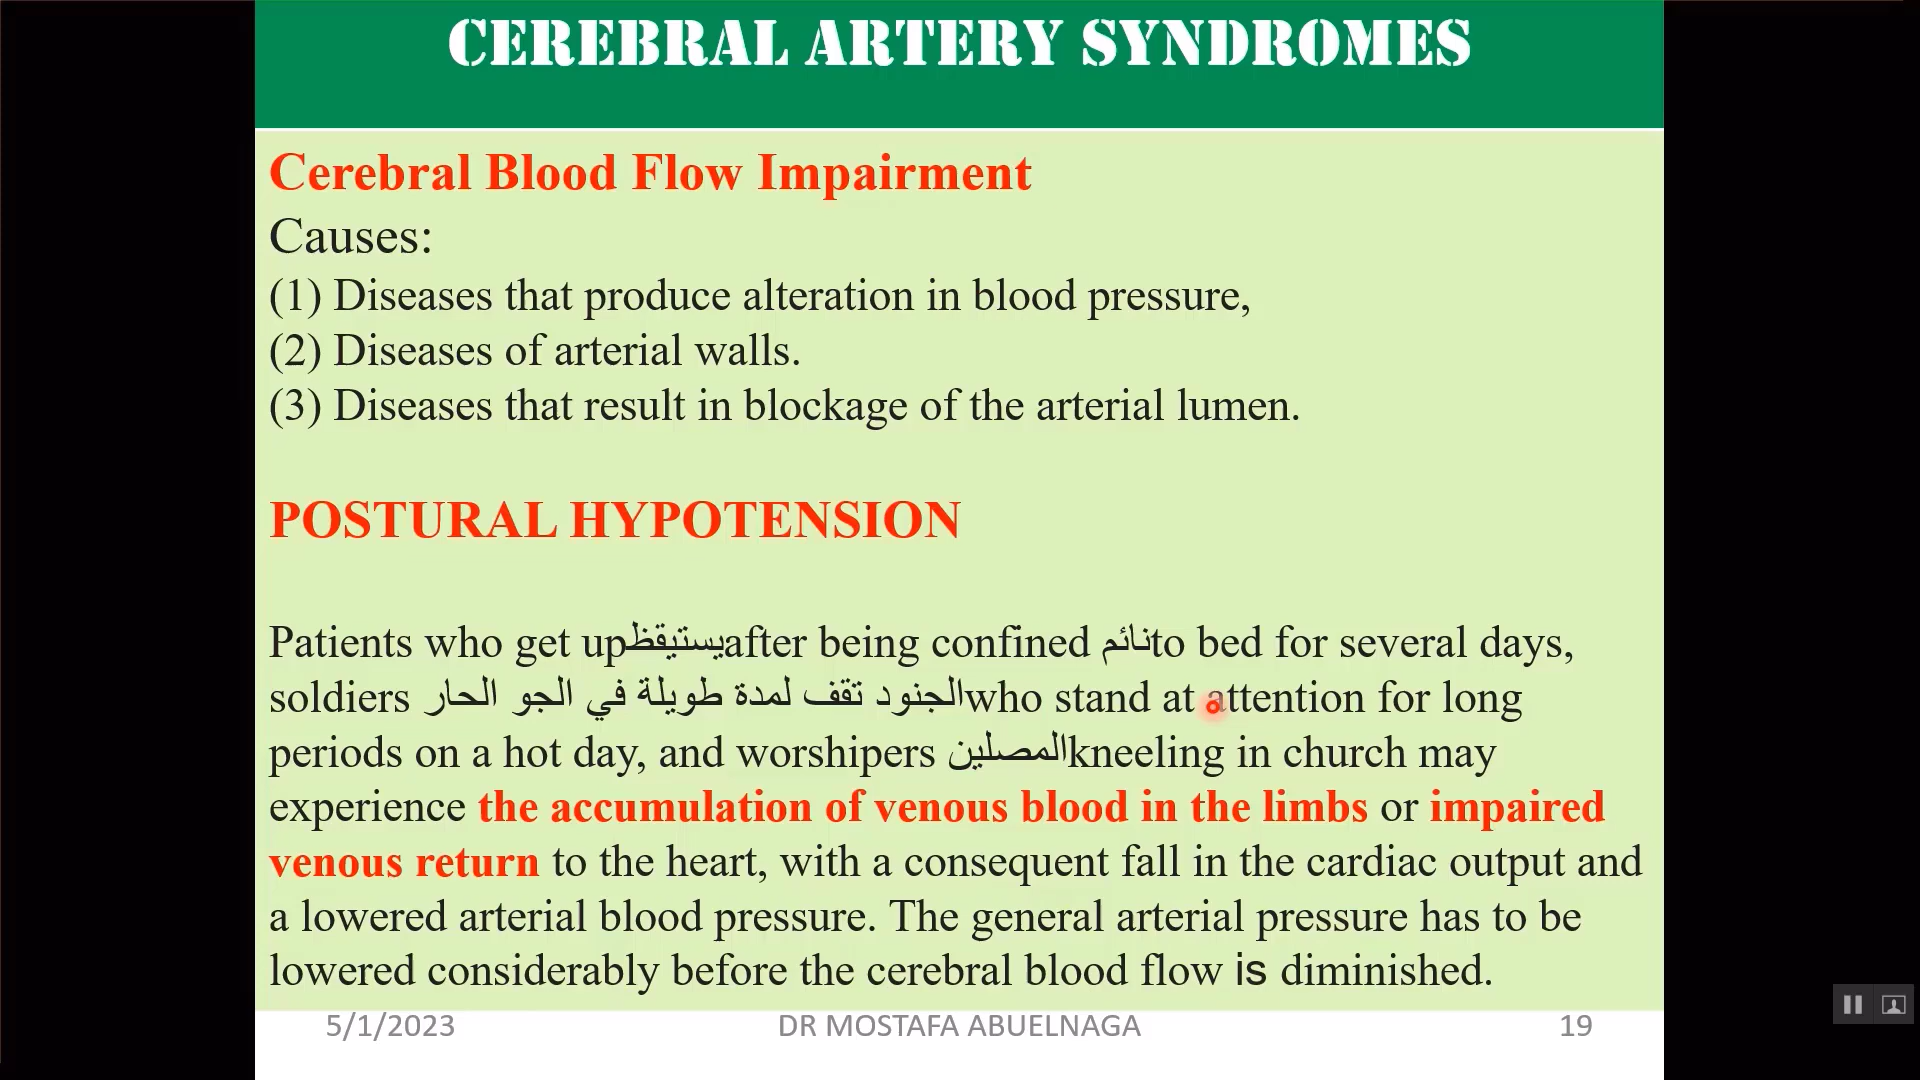 CEREBRAL ARTERY SYNDROMES
Cerebral Blood Flow Impairment
Causes:
(1) Diseases that produce alteration in blood pressure,
(2) Diseases of arterial walls.
(3) Diseases that result in blockage of the arterial lumen.
POSTURAL HYPOTENSION
Patients who get upيستيقظafter being confined نائمto bed for several days,
soldiers الجنود تقف لمدة طويلة في الجو الحارwho stand at attention for long
periods on a hot day, and worshipers المصلينkneeling in church may
experience the accumulation of venous blood in the limbs or impaired
venous return to the heart, with a consequent fall in the cardiac output and
a lowered arterial blood pressure. The general arterial pressure has to be
lowered considerably before the cerebral blood flow is diminished.
5/1/2023 DR MOSTAFA ABUELNAGA 19